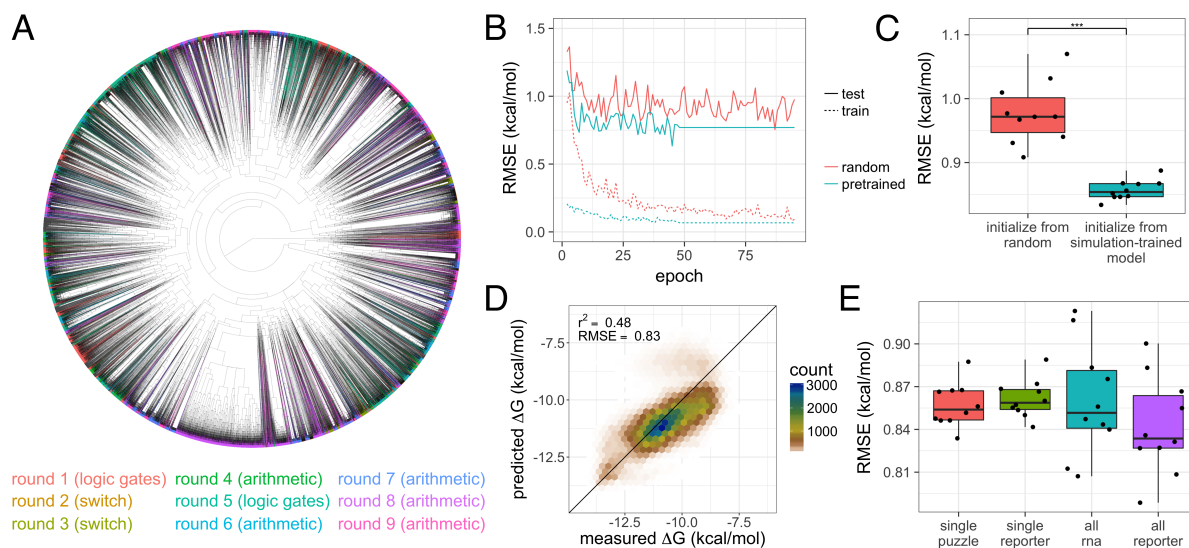 A
round 1 (logic gates) round 4 (arithmetic) round 7 (arithmetic)
round 2 (switch) round 5 (logic gates) round 8 (arithmetic)
round 3 (switch) round 6 (arithmetic) round 9 (arithmetic)
B
RMSE (kcal/mol)
1.5
1.0
0.5
0.0
0 25 50 75
epoch
test
train
random
pretrained
C
RMSE (kcal/mol)
1.1
1.0
0.9
***
initialize from random
initialize from simulation-trained model
D
predicted ΔG (kcal/mol)
r² = 0.48
RMSE = 0.83
-7.5
-10.0
-12.5
-12.5 -10.0 -7.5
measured ΔG (kcal/mol)
count
3000
2000
1000
E
RMSE (kcal/mol)
0.90
0.87
0.84
0.81
single puzzle
single reporter
all rna
all reporter